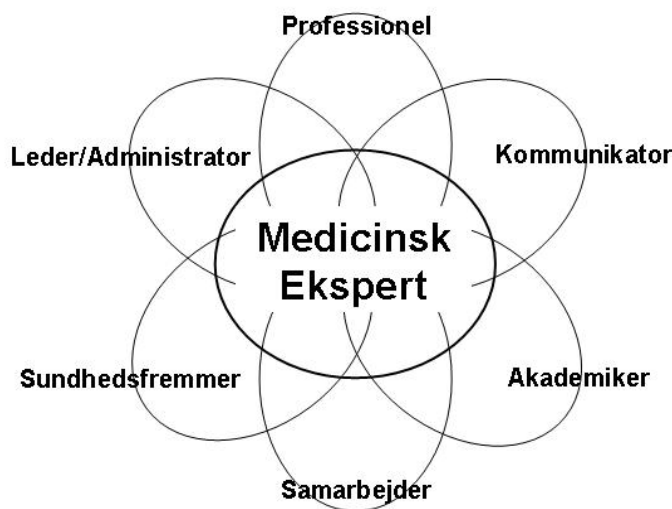 Professionel
Leder/Administrator
Kommunikator
Medicinsk
Ekspert
Sundhedsfremmer
Akademiker
Samarbejder